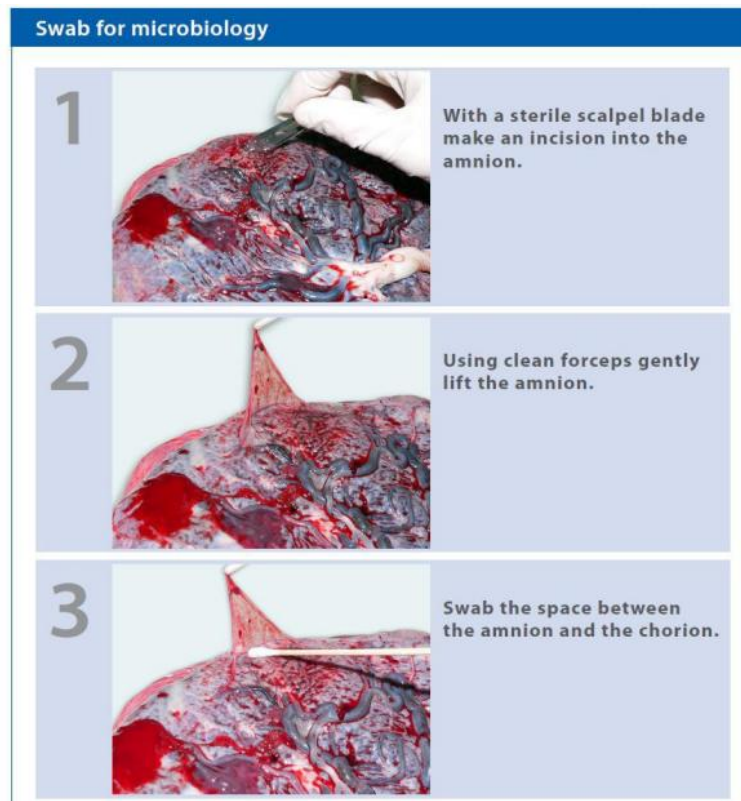 Swab for microbiology
1
With a sterile scalpel blade
make an incision into the
amnion.
2
Using clean forceps gently
lift the amnion.
3
Swab the space between
the amnion and the chorion.